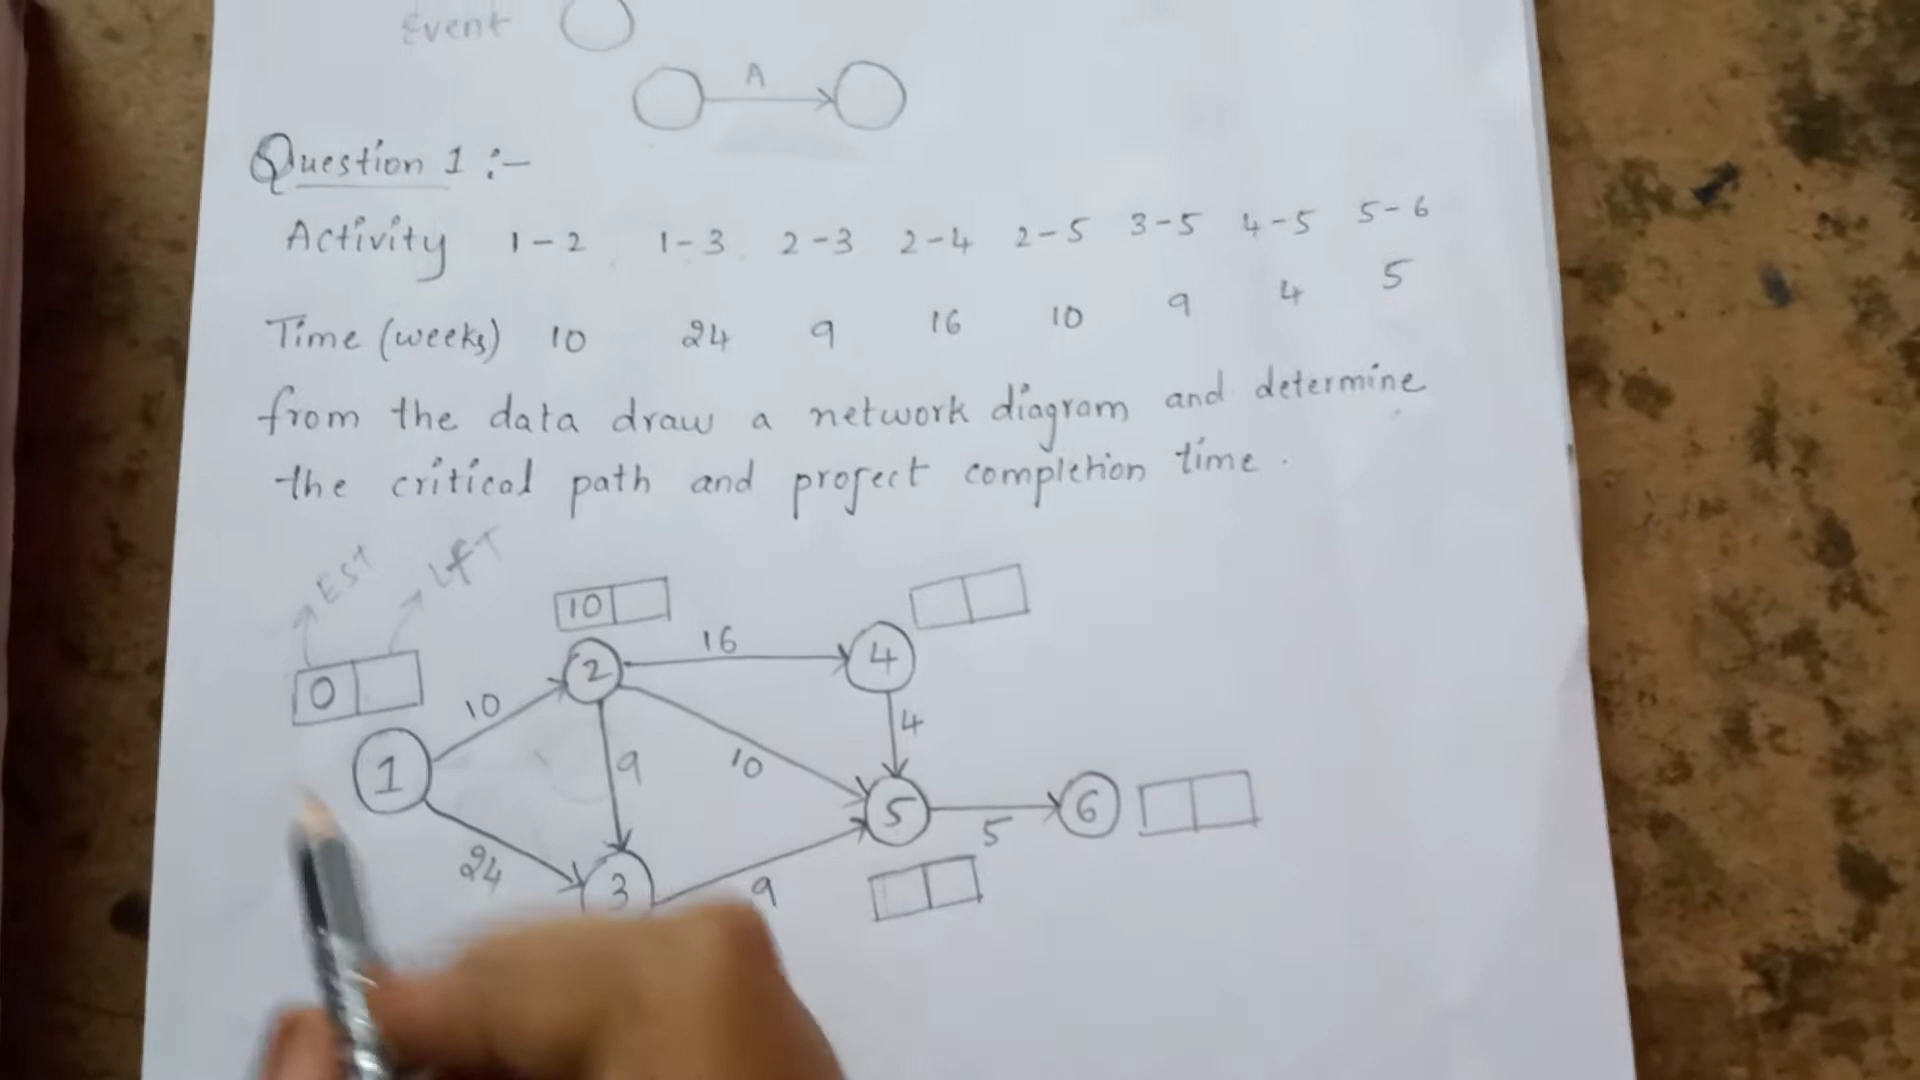 Event
A
Question 1 :-
Activity 1-2 1-3 2-3 2-4 2-5 3-5 4-5 5-6
Time (weeks) 10 24 9 16 10 9 4 5
from the data draw a network diagram and determine
the critical path and project completion time.
EST LFT
10
16
0
10
2
4
4
1
9
10
24
3
9
5
5
6